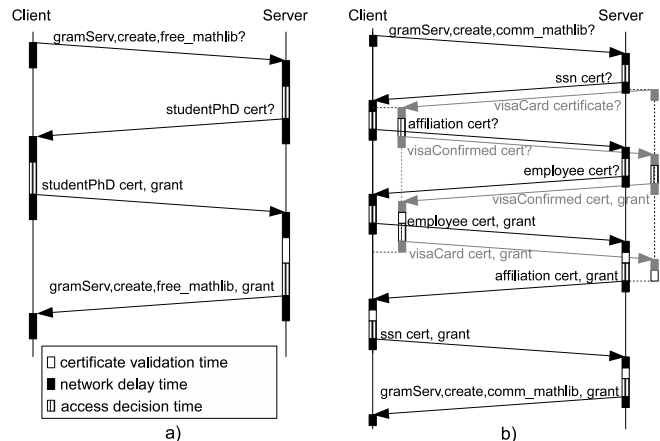 Client
Server
gramServ,create,free_mathlib?
studentPhD cert?
studentPhD cert, grant
gramServ,create,free_mathlib, grant
certificate validation time
network delay time
access decision time
a)
Client
Server
gramServ,create,comm_mathlib?
ssn cert?
visaCard certificate?
affiliation cert?
visaConfirmed cert?
employee cert?
visaConfirmed cert, grant
employee cert, grant
visaCard cert, grant
affiliation cert, grant
ssn cert, grant
gramServ,create,comm_mathlib, grant
b)